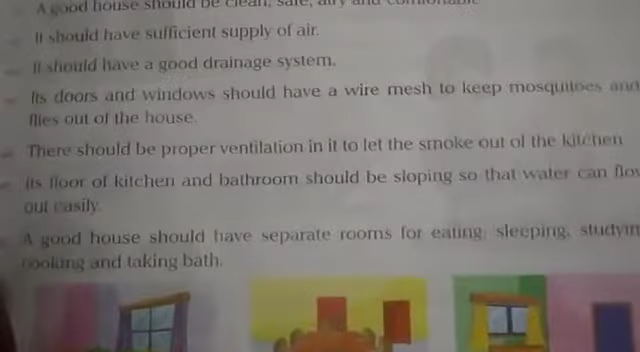 A good house should be clean, safe, airy and comfortable
It should have sufficient supply of air.
It should have a good drainage system.
Its doors and windows should have a wire mesh to keep mosquitoes and
flies out of the house.
There should be proper ventilation in it to let the smoke out of the kitchen
Its floor of kitchen and bathroom should be sloping so that water can flow
out easily.
A good house should have separate rooms for eating, sleeping, studyin
cooking and taking bath.